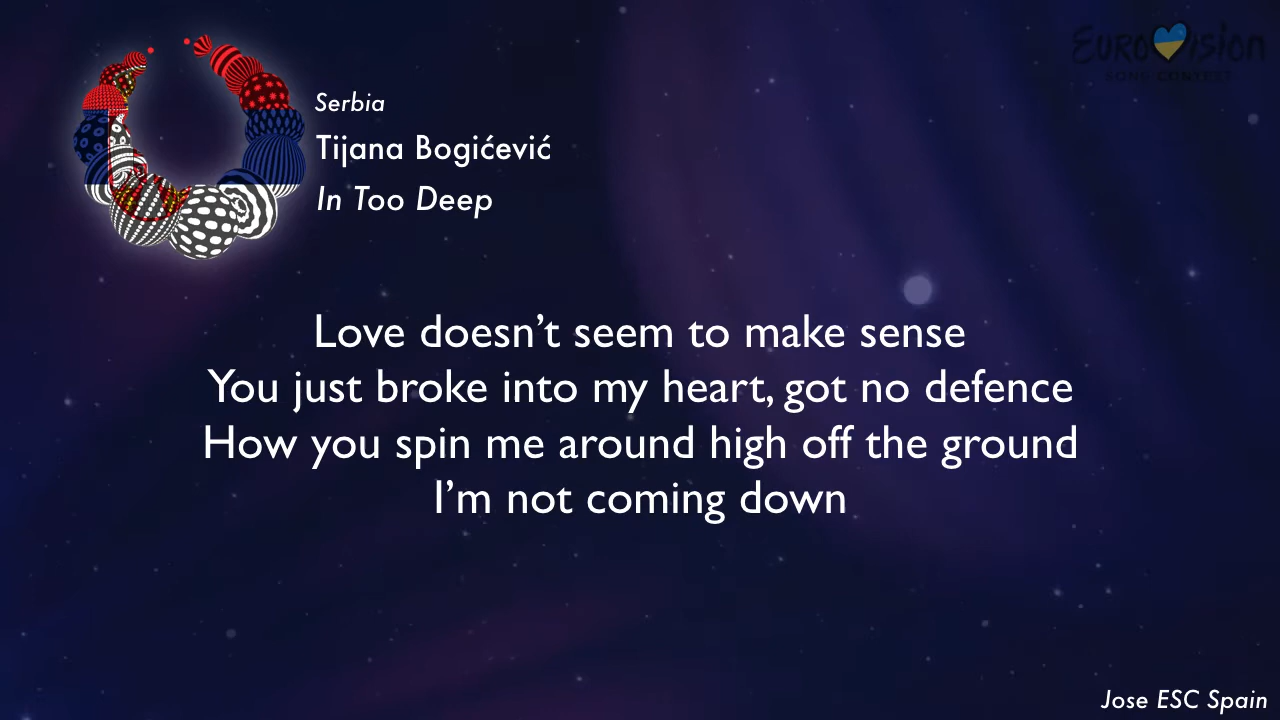 EUROVISION
SONG CONTEST
Serbia
Tijana Bogićević
In Too Deep
Love doesn’t seem to make sense
You just broke into my heart, got no defence
How you spin me around high off the ground
I’m not coming down
Jose ESC Spain